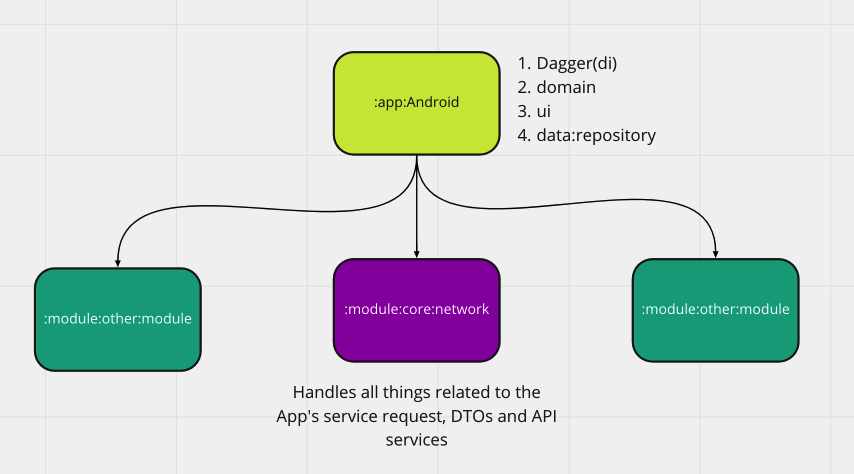 :app:Android
1. Dagger(di)
2. domain
3. ui
4. data:repository
:module:other:module
:module:core:network
:module:other:module
Handles all things related to the
App's service request, DTOs and API
services